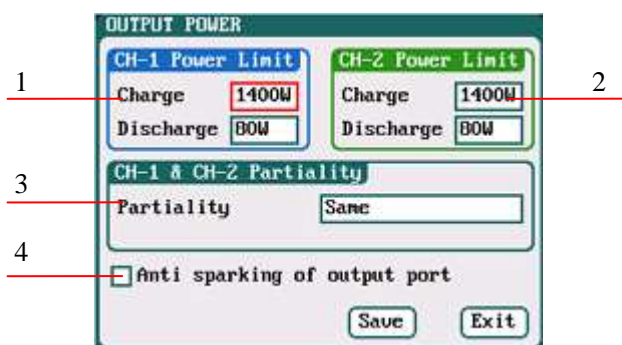 OUTPUT POWER
CH-1 Power Limit
Charge 1400W
Discharge 80W
CH-2 Power Limit
Charge 1400W
Discharge 80W
CH-1 & CH-2 Partiality
Partiality Same
Anti sparking of output port
Save Exit
1
2
3
4